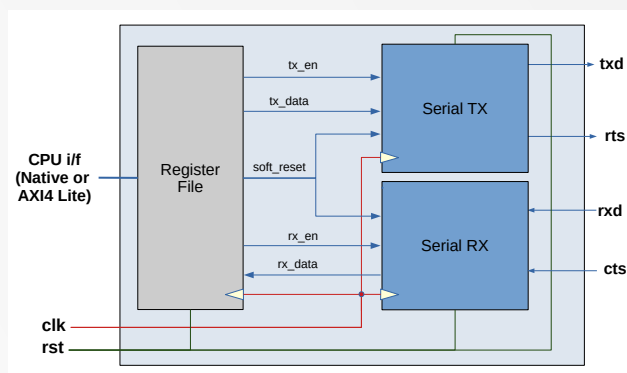 tx_en
txd
tx_data
Serial TX
rts
CPU i/f
(Native or
AXI4 Lite)
Register
File
soft_reset
rxd
rx_en
Serial RX
rx_data
cts
clk
rst